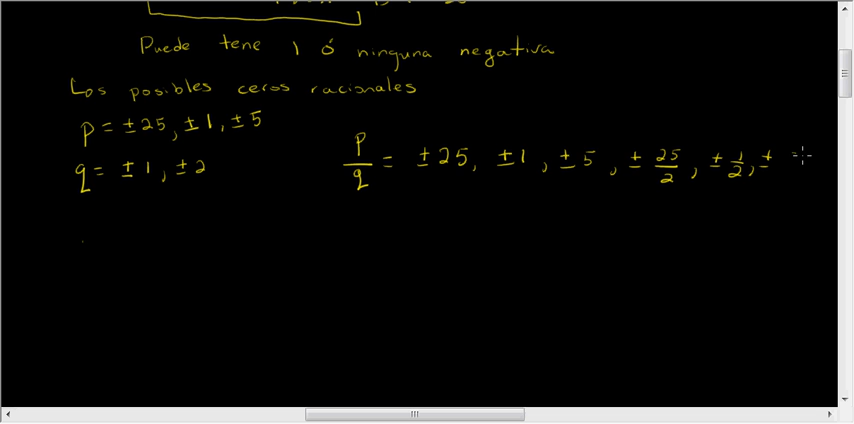 Puede tene 1 ó ninguna negativa
Los posibles ceros racionales
p = ±25, ±1, ±5
q = ±1, ±2
p/q = ±25, ±1, ±5, ±25/2, ±1/2, ±